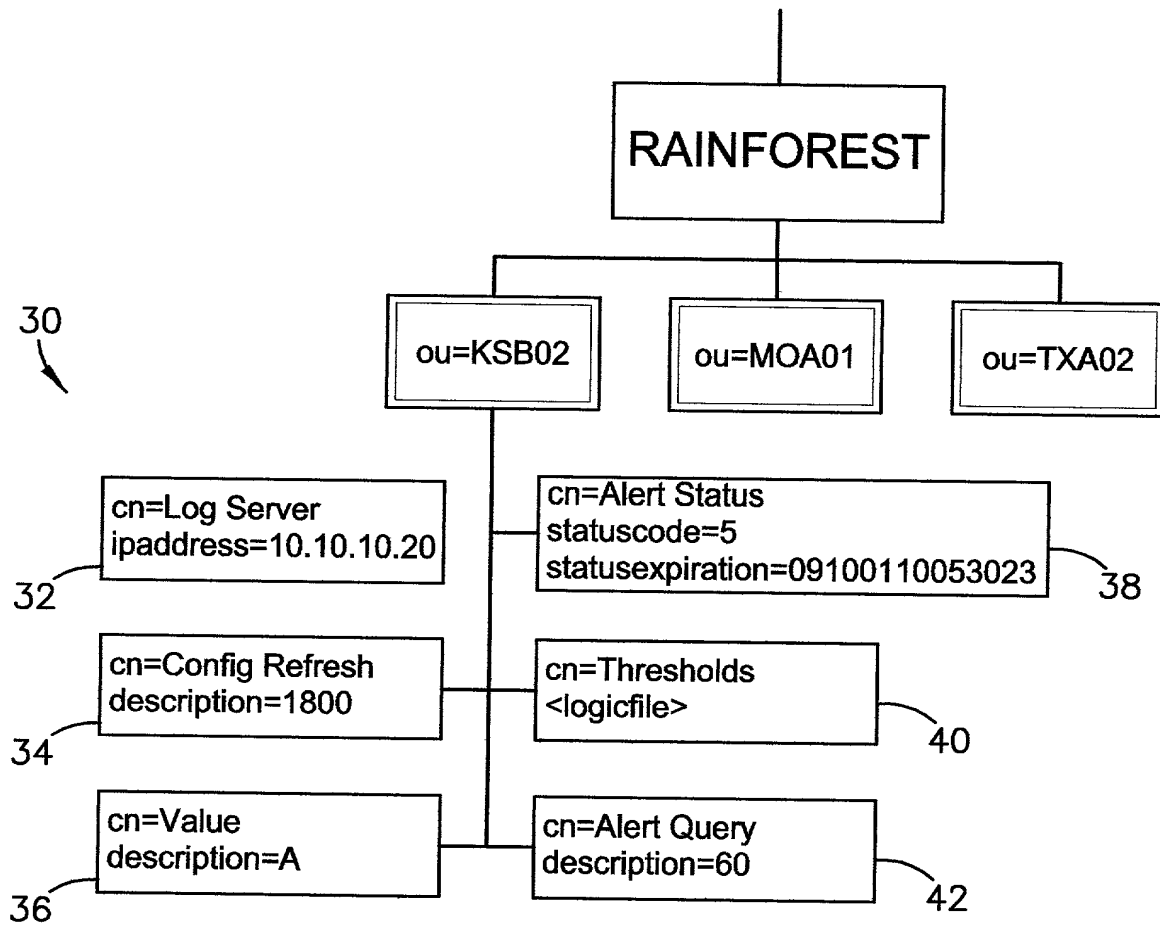 RAINFOREST
30
ou=KSB02
ou=MOA01
ou=TXA02
cn=Log Server
ipaddress=10.10.10.20
32
cn=Alert Status
statuscode=5
statusexpiration=09100110053023
38
cn=Config Refresh
description=1800
34
cn=Thresholds
<logicfile>
40
cn=Value
description=A
36
cn=Alert Query
description=60
42